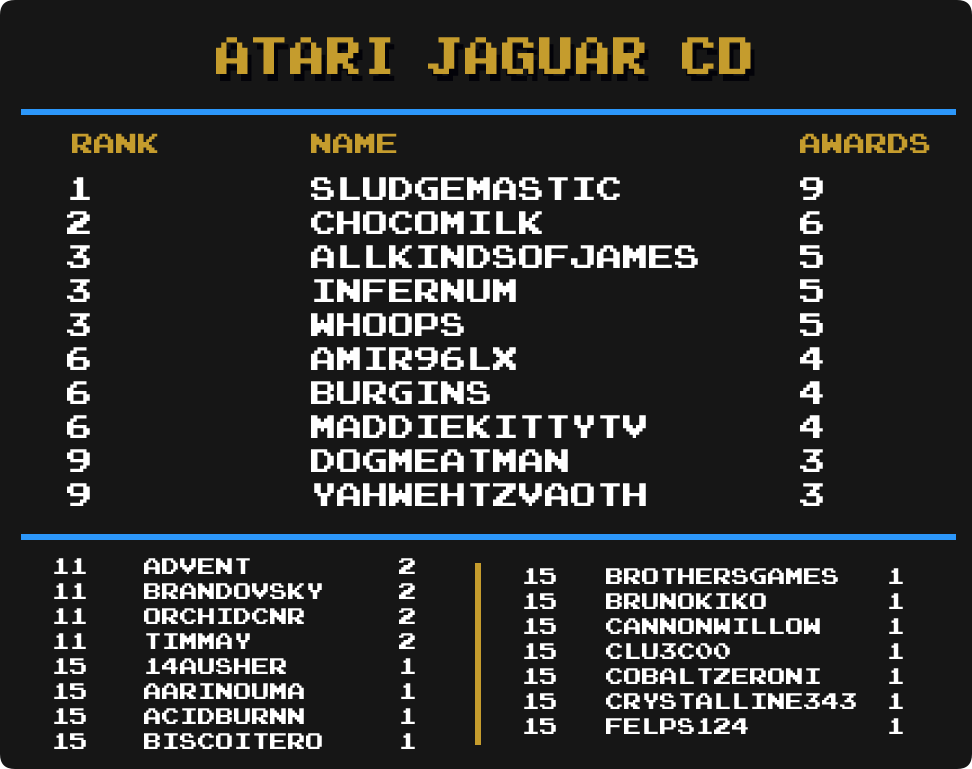 ATARI JAGUAR CD
RANK NAME AWARDS
1 SLUDGEMASTIC 9
2 CHOCOMILK 6
3 ALLKINDSOFJAMES 5
3 INFERNUM 5
3 WHOOPS 5
6 AMIR96LX 4
6 BURGINS 4
6 MADDIEKITTYTV 4
9 DOGMEATMAN 3
9 YAHWEHTZVAOTH 3
11 ADVENT 2
11 BRANDOVSKY 2
11 ORCHIDCNR 2
11 TIMMAY 2
15 14AUSHER 1
15 AARINOUMA 1
15 ACIDBURNN 1
15 BISCOITERO 1
15 BROTHERSGAMES 1
15 BRUNOKIKO 1
15 CANNONWILLOW 1
15 CLU3C00 1
15 COBALTZERONI 1
15 CRYSTALLINE343 1
15 FELPS124 1